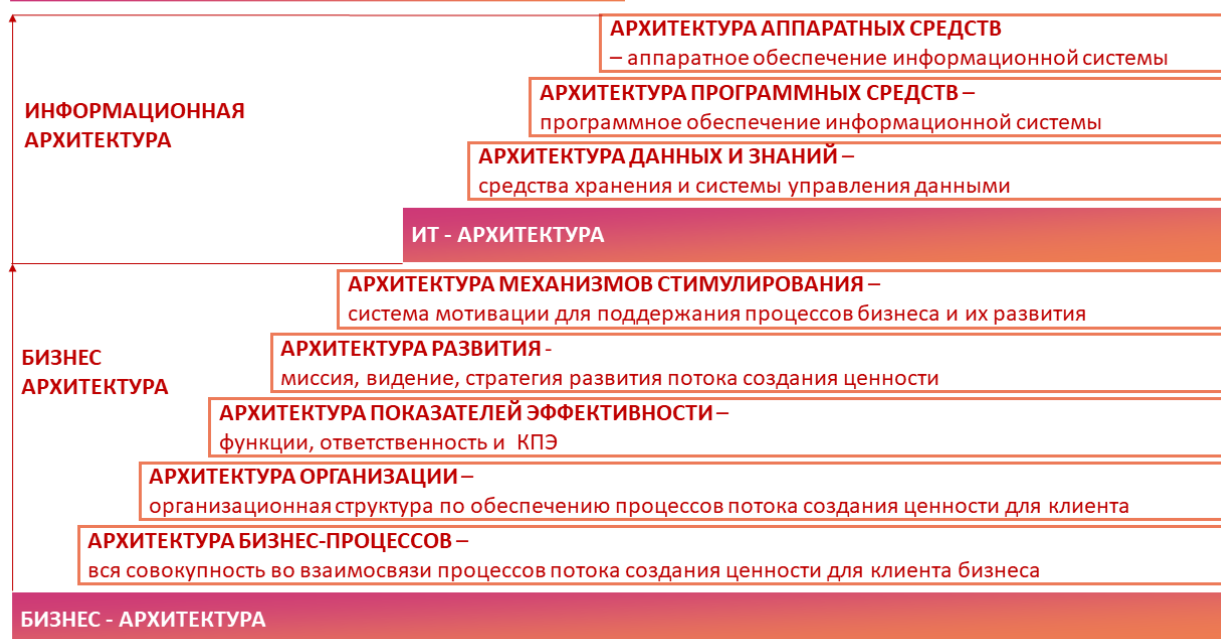 АРХИТЕКТУРА АППАРАТНЫХ СРЕДСТВ
– аппаратное обеспечение информационной системы
ИНФОРМАЦИОННАЯ
АРХИТЕКТУРА
АРХИТЕКТУРА ПРОГРАММНЫХ СРЕДСТВ –
программное обеспечение информационной системы
АРХИТЕКТУРА ДАННЫХ И ЗНАНИЙ –
средства хранения и системы управления данными
ИТ - АРХИТЕКТУРА
АРХИТЕКТУРА МЕХАНИЗМОВ СТИМУЛИРОВАНИЯ –
система мотивации для поддержания процессов бизнеса и их развития
БИЗНЕС
АРХИТЕКТУРА
АРХИТЕКТУРА РАЗВИТИЯ -
миссия, видение, стратегия развития потока создания ценности
АРХИТЕКТУРА ПОКАЗАТЕЛЕЙ ЭФФЕКТИВНОСТИ –
функции, ответственность и КПЭ
АРХИТЕКТУРА ОРГАНИЗАЦИИ –
организационная структура по обеспечению процессов потока создания ценности для клиента
АРХИТЕКТУРА БИЗНЕС-ПРОЦЕССОВ –
вся совокупность во взаимосвязи процессов потока создания ценности для клиента бизнеса
БИЗНЕС - АРХИТЕКТУРА